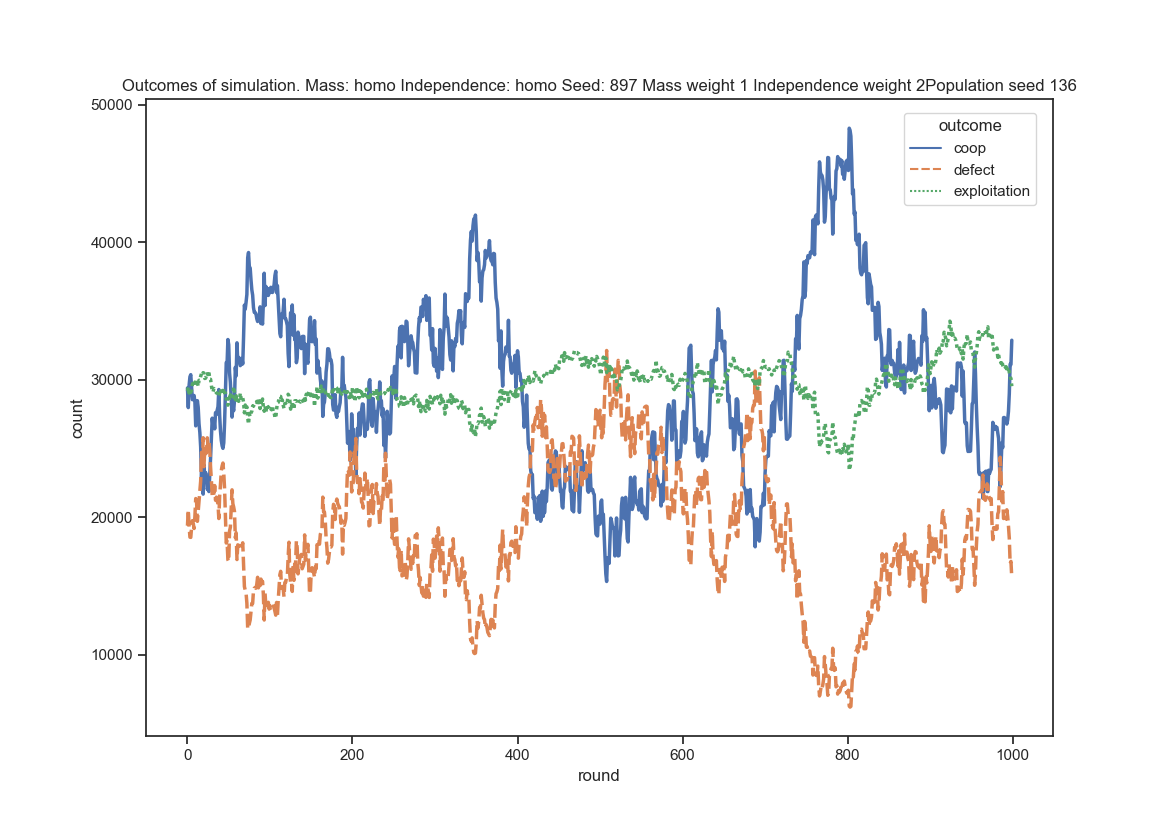 Outcomes of simulation. Mass: homo Independence: homo Seed: 897 Mass weight 1 Independence weight 2Population seed 136
50000
40000
30000
20000
10000
count
outcome
coop
defect
exploitation
0
200
400
600
800
1000
round